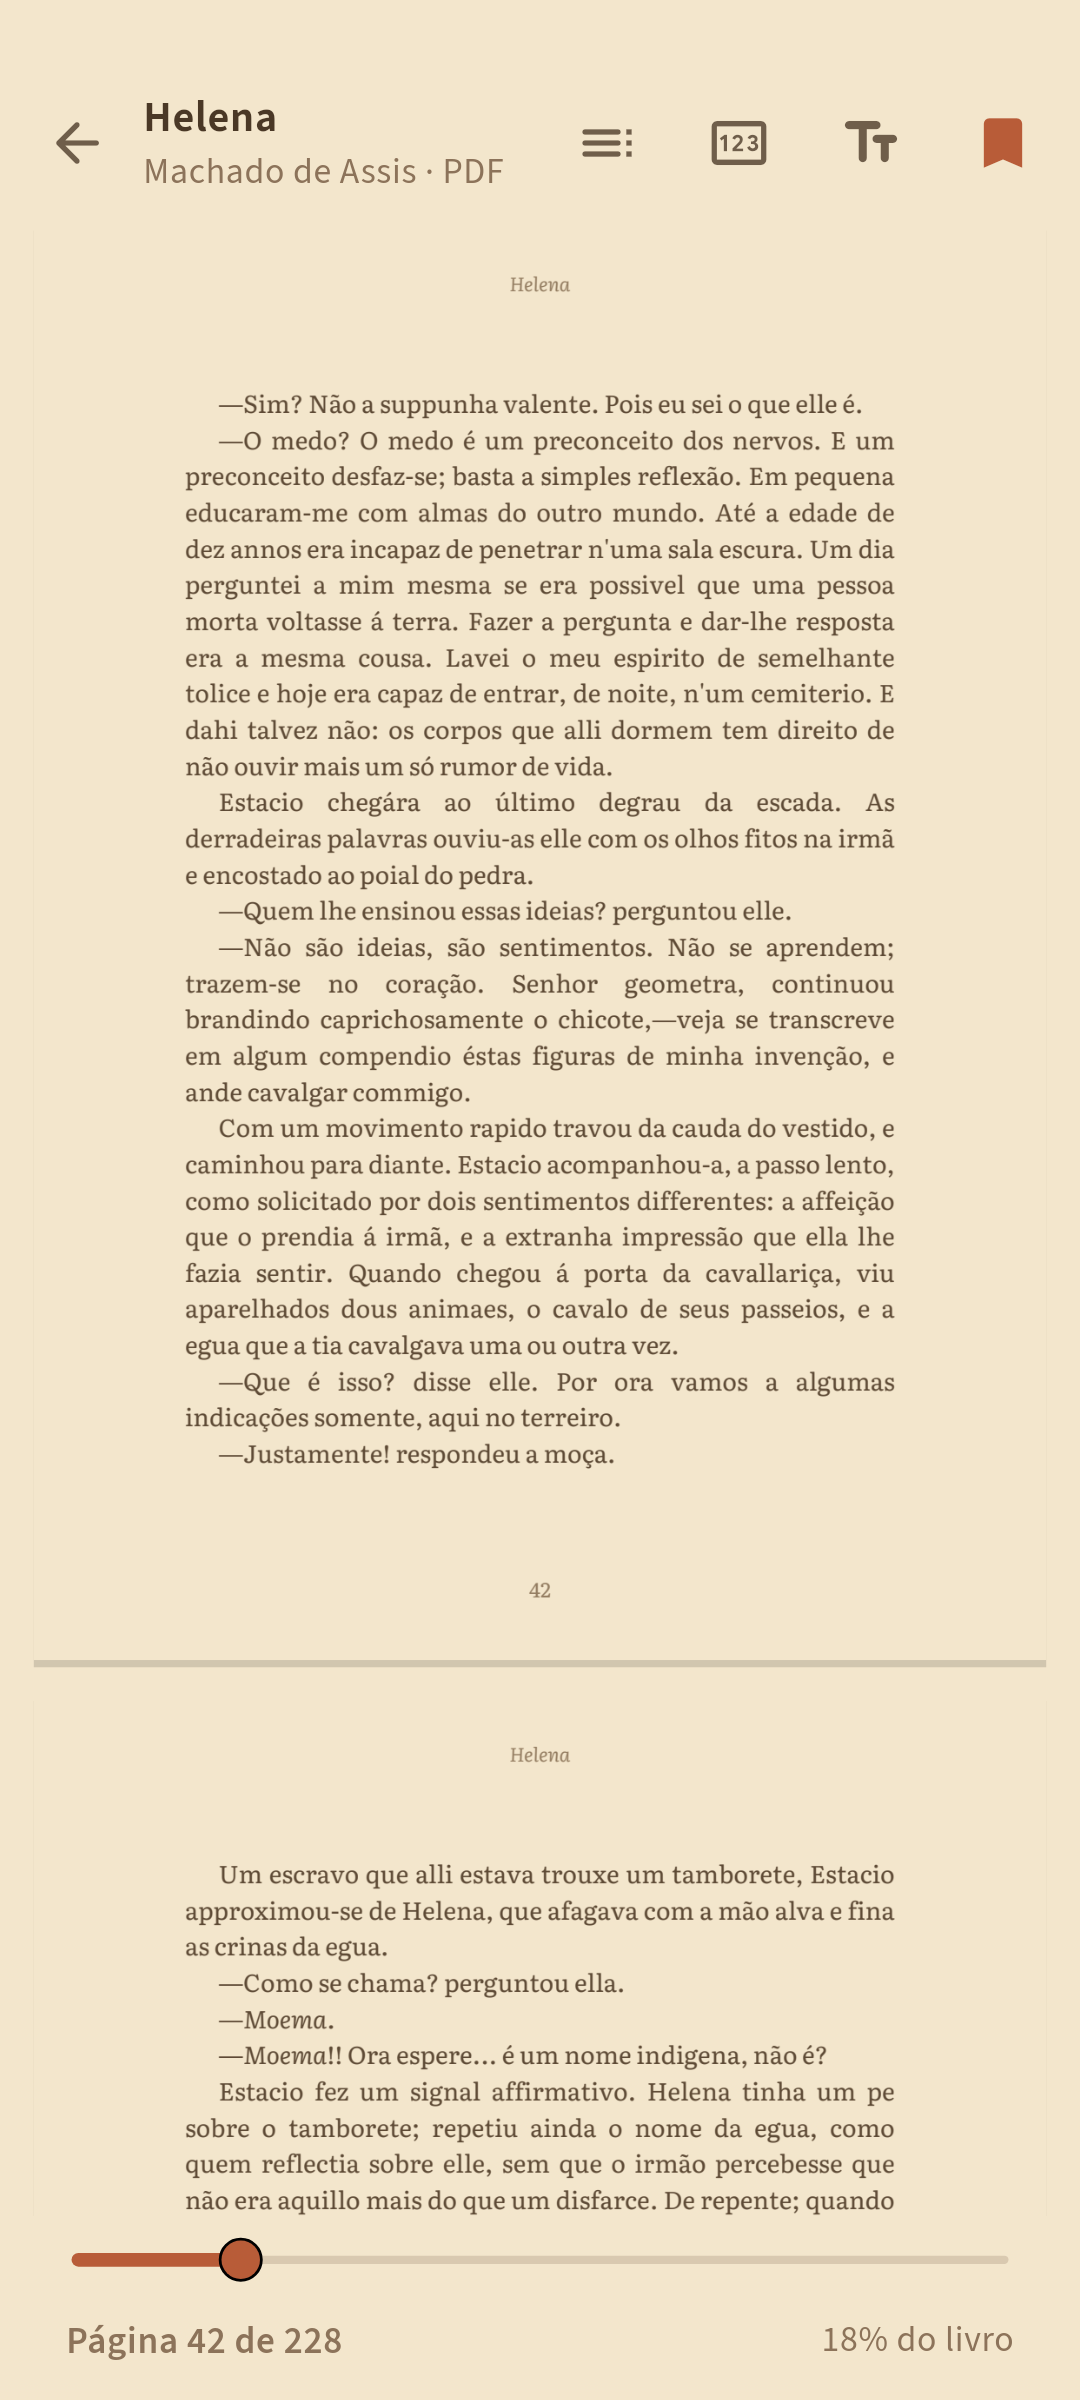 Helena
Machado de Assis · PDF
123
Tт
Helena
—Sim? Não a suppunha valente. Pois eu sei o que elle é.
—O medo? O medo é um preconceito dos nervos. E um
preconceito desfaz-se; basta a simples reflexão. Em pequena
educaram-me com almas do outro mundo. Até a edade de
dez annos era incapaz de penetrar n'uma sala escura. Um dia
perguntei a mim mesma se era possivel que uma pessoa
morta voltasse á terra. Fazer a pergunta e dar-lhe resposta
era a mesma cousa. Lavei o meu espirito de semelhante
tolice e hoje era capaz de entrar, de noite, n'um cemiterio. E
dahi talvez não: os corpos que alli dormem tem direito de
não ouvir mais um só rumor de vida.
Estacio chegára ao último degrau da escada. As
derradeiras palavras ouviu-as elle com os olhos fitos na irmã
e encostado ao poial do pedra.
—Quem lhe ensinou essas ideias? perguntou elle.
—Não são ideias, são sentimentos. Não se aprendem;
trazem-se no coração. Senhor geometra, continuou
brandindo caprichosamente o chicote,—veja se transcreve
em algum compendio éstas figuras de minha invenção, e
ande cavalgar commigo.
Com um movimento rapido travou da cauda do vestido, e
caminhou para diante. Estacio acompanhou-a, a passo lento,
como solicitado por dois sentimentos differentes: a affeição
que o prendia á irmã, e a extranha impressão que ella lhe
fazia sentir. Quando chegou á porta da cavallariça, viu
aparelhados dous animaes, o cavalo de seus passeios, e a
egua que a tia cavalgava uma ou outra vez.
—Que é isso? disse elle. Por ora vamos a algumas
indicações somente, aqui no terreiro.
—Justamente! respondeu a moça.
42
Helena
Um escravo que alli estava trouxe um tamborete, Estacio
approximou-se de Helena, que afagava com a mão alva e fina
as crinas da egua.
—Como se chama? perguntou ella.
—Moema.
—Moema!! Ora espere... é um nome indigena, não é?
Estacio fez um signal affirmativo. Helena tinha um pe
sobre o tamborete; repetiu ainda o nome da egua, como
quem reflectia sobre elle, sem que o irmão percebesse que
não era aquillo mais do que um disfarce. De repente; quando
Página 42 de 228
18% do livro